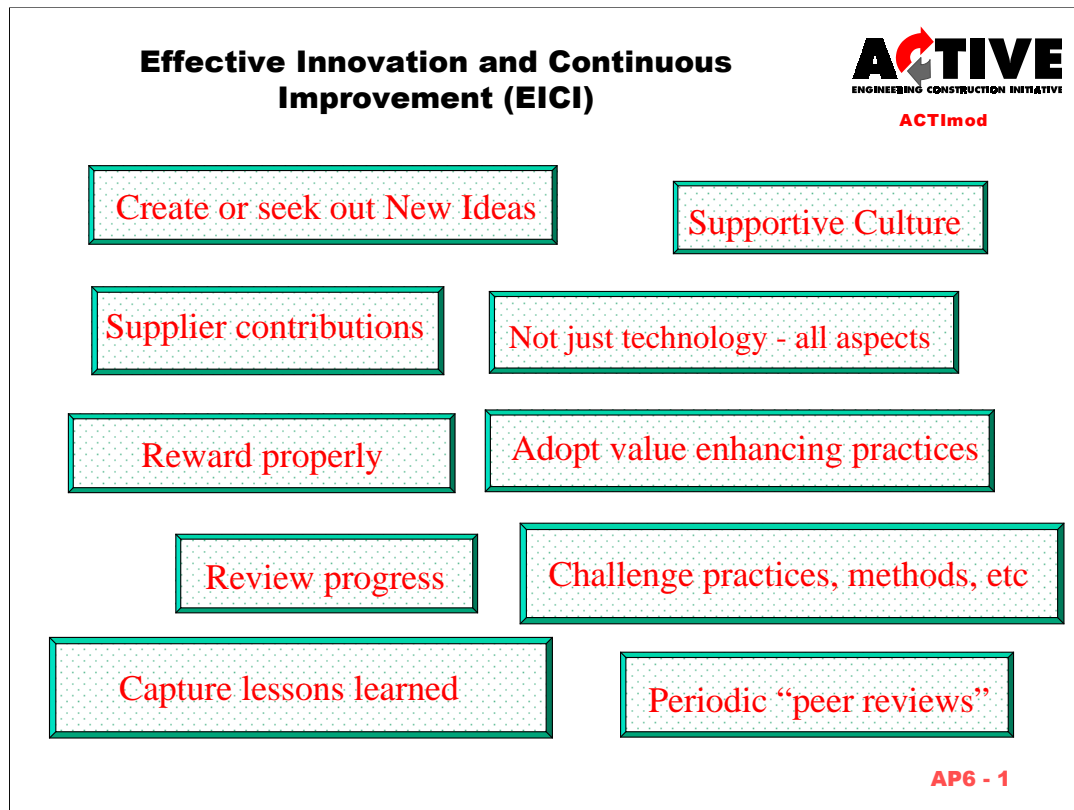 Effective Innovation and Continuous
Improvement (EICI)
ACTIVE
ENGINEERING CONSTRUCTION INITIATIVE
ACTImod
Create or seek out New Ideas
Supportive Culture
Supplier contributions
Not just technology - all aspects
Reward properly
Adopt value enhancing practices
Review progress
Challenge practices, methods, etc
Capture lessons learned
Periodic “peer reviews”
AP6 - 1